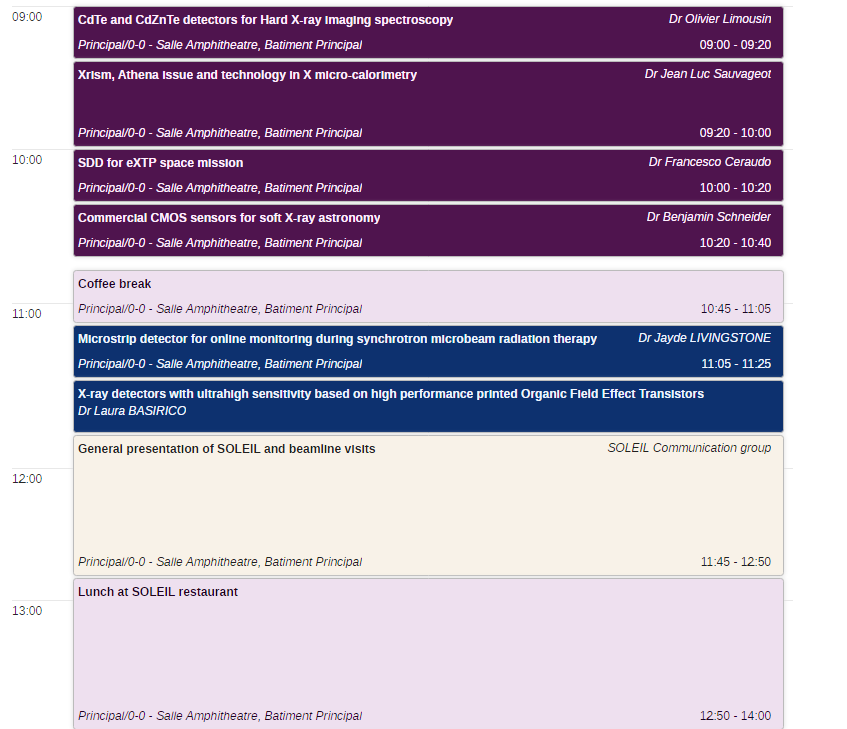 09:00
CdTe and CdZnTe detectors for Hard X-ray imaging spectroscopy Dr Olivier Limousin
Principal/0-0 - Salle Amphitheatre, Batiment Principal 09:00 - 09:20
Xrism, Athena issue and technology in X micro-calorimetry Dr Jean Luc Sauvageot
Principal/0-0 - Salle Amphitheatre, Batiment Principal 09:20 - 10:00
10:00
SDD for eXTP space mission Dr Francesco Ceraudo
Principal/0-0 - Salle Amphitheatre, Batiment Principal 10:00 - 10:20
Commercial CMOS sensors for soft X-ray astronomy Dr Benjamin Schneider
Principal/0-0 - Salle Amphitheatre, Batiment Principal 10:20 - 10:40
Coffee break
Principal/0-0 - Salle Amphitheatre, Batiment Principal 10:45 - 11:05
11:00
Microstrip detector for online monitoring during synchrotron microbeam radiation therapy Dr Jayde LIVINGSTONE
Principal/0-0 - Salle Amphitheatre, Batiment Principal 11:05 - 11:25
X-ray detectors with ultrahigh sensitivity based on high performance printed Organic Field Effect Transistors
Dr Laura BASIRICO
General presentation of SOLEIL and beamline visits SOLEIL Communication group
12:00
Principal/0-0 - Salle Amphitheatre, Batiment Principal 11:45 - 12:50
Lunch at SOLEIL restaurant
13:00
Principal/0-0 - Salle Amphitheatre, Batiment Principal 12:50 - 14:00